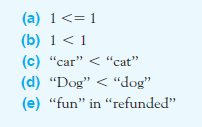 (a) 1 <= 1
(b) 1 < 1
(c) “car” < “cat”
(d) “Dog” < “dog”
(e) “fun” in “refunded”